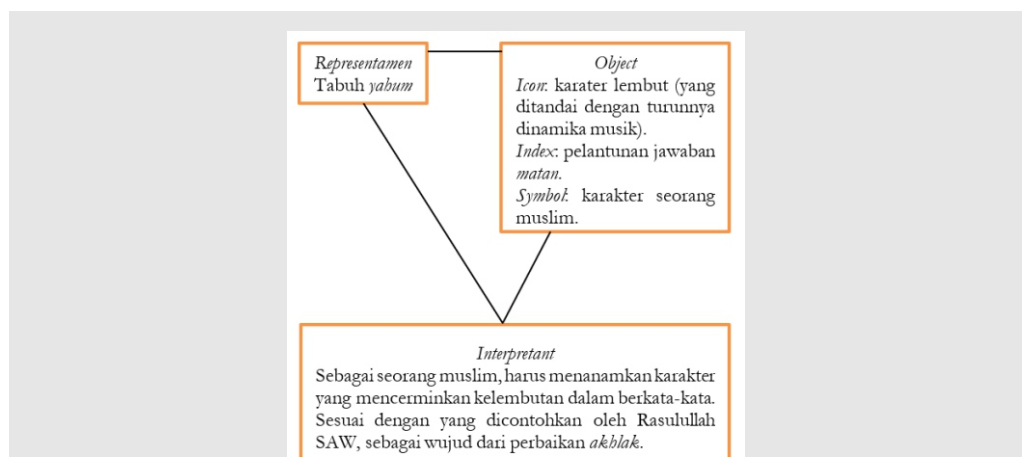 Representamen
Tabuh yahum
Object
Icon: karater lembut (yang
ditandai dengan turunnya
dinamika musik).
Index: pelantunan jawaban
matan.
Symbol: karakter seorang
muslim.
Interpretant
Sebagai seorang muslim, harus menanamkan karakter
yang mencerminkan kelembutan dalam berkata-kata.
Sesuai dengan yang dicontohkan oleh Rasulullah
SAW, sebagai wujud dari perbaikan akhlak.